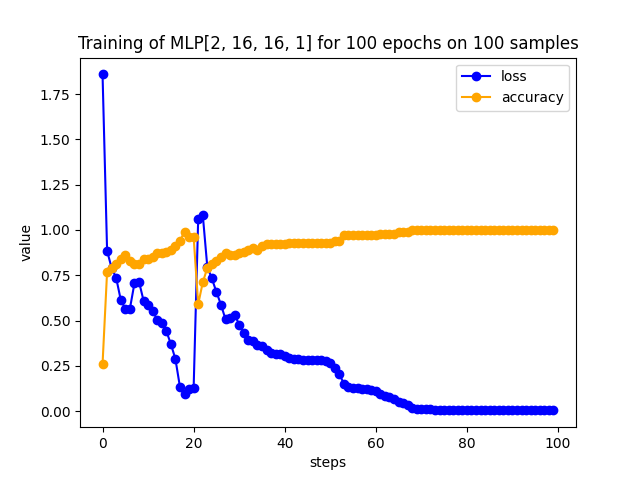 Training of MLP[2, 16, 16, 1] for 100 epochs on 100 samples
loss
accuracy
value
1.75
1.50
1.25
1.00
0.75
0.50
0.25
0.00
0 20 40 60 80 100
steps